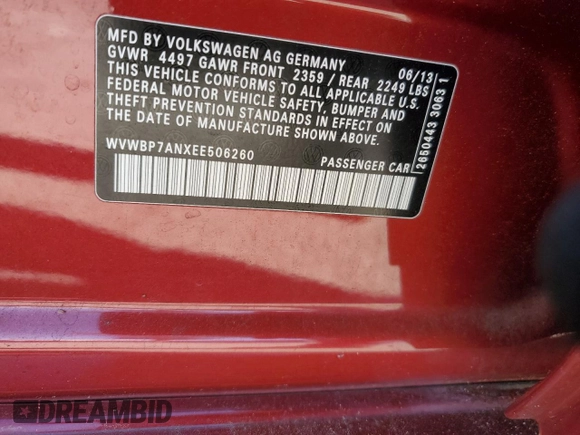 MFD BY VOLKSWAGEN AG GERMANY 06/13
GVWR 4497 GAWR FRONT 2359 / REAR 2249 LBS
THIS VEHICLE CONFORMS TO ALL APPLICABLE U.S.
FEDERAL MOTOR VEHICLE SAFETY, BUMPER AND
THEFT PREVENTION STANDARDS IN EFFECT ON
THE DATE OF MANUFACTURE SHOWN ABOVE.
WVWBP7ANXEE506260 PASSENGER CAR
2650443 3063 1
DREAMBID